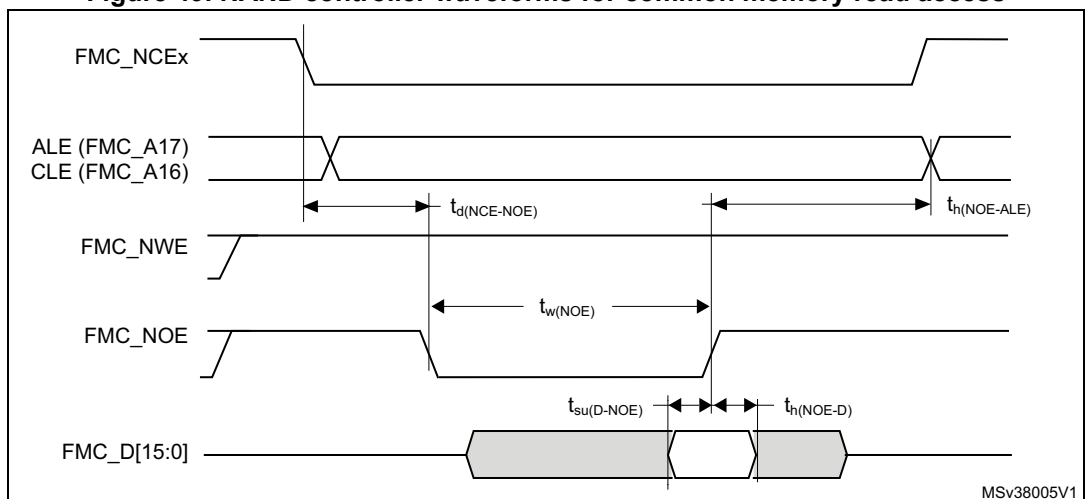 Figure 49. NAND controller waveforms for common memory read access
FMC_NCEx
ALE (FMC_A17)
CLE (FMC_A16)
td(NCE-NOE)
th(NOE-ALE)
FMC_NWE
tw(NOE)
FMC_NOE
tsu(D-NOE)
th(NOE-D)
FMC_D[15:0]
MSv38005V1